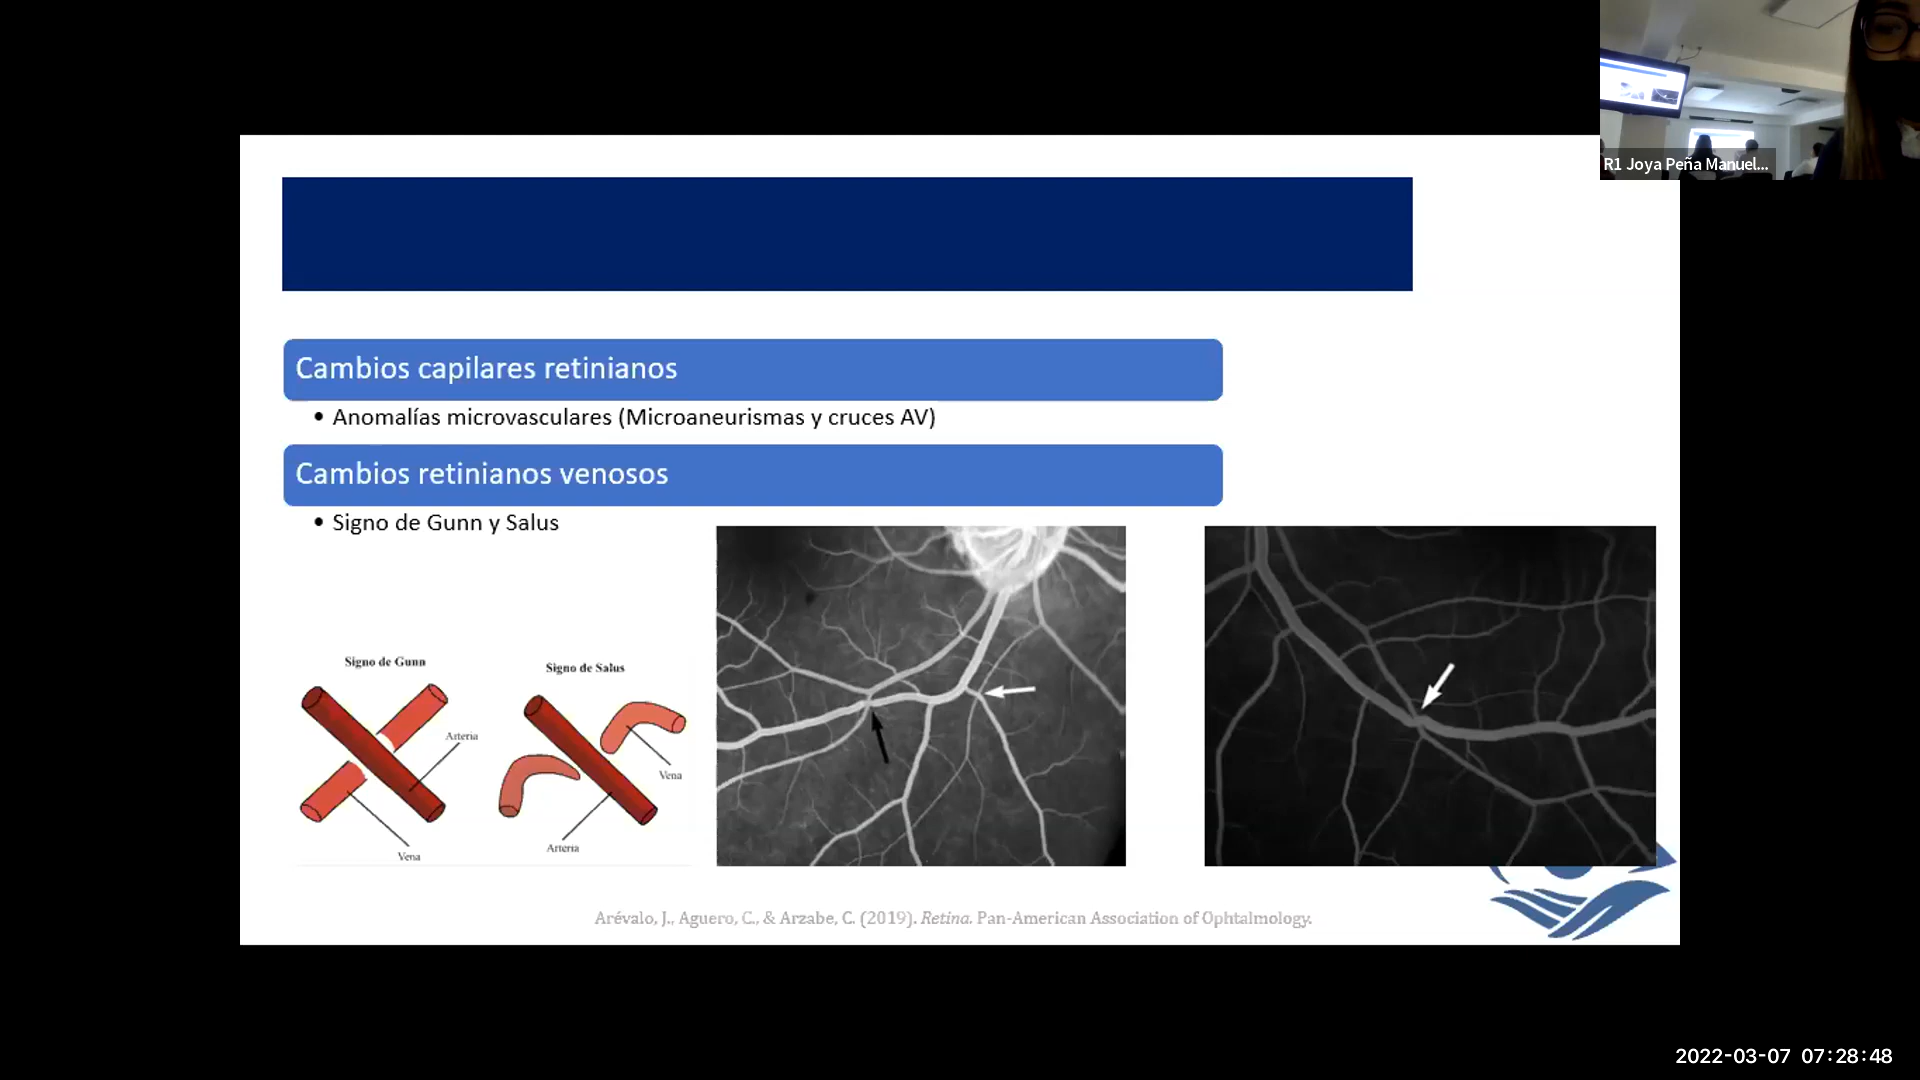 R1 Joya Peña Manuel...
Cambios capilares retinianos
• Anomalías microvasculares (Microaneurismas y cruces AV)
Cambios retinianos venosos
• Signo de Gunn y Salus
Signo de Gunn
Arteria
Vena
Signo de Salus
Vena
Arteria
Arévalo, J., Aguero, C., & Arzabe, C. (2019). Retina. Pan-American Association of Ophtalmology.
2022-03-07 07:28:48